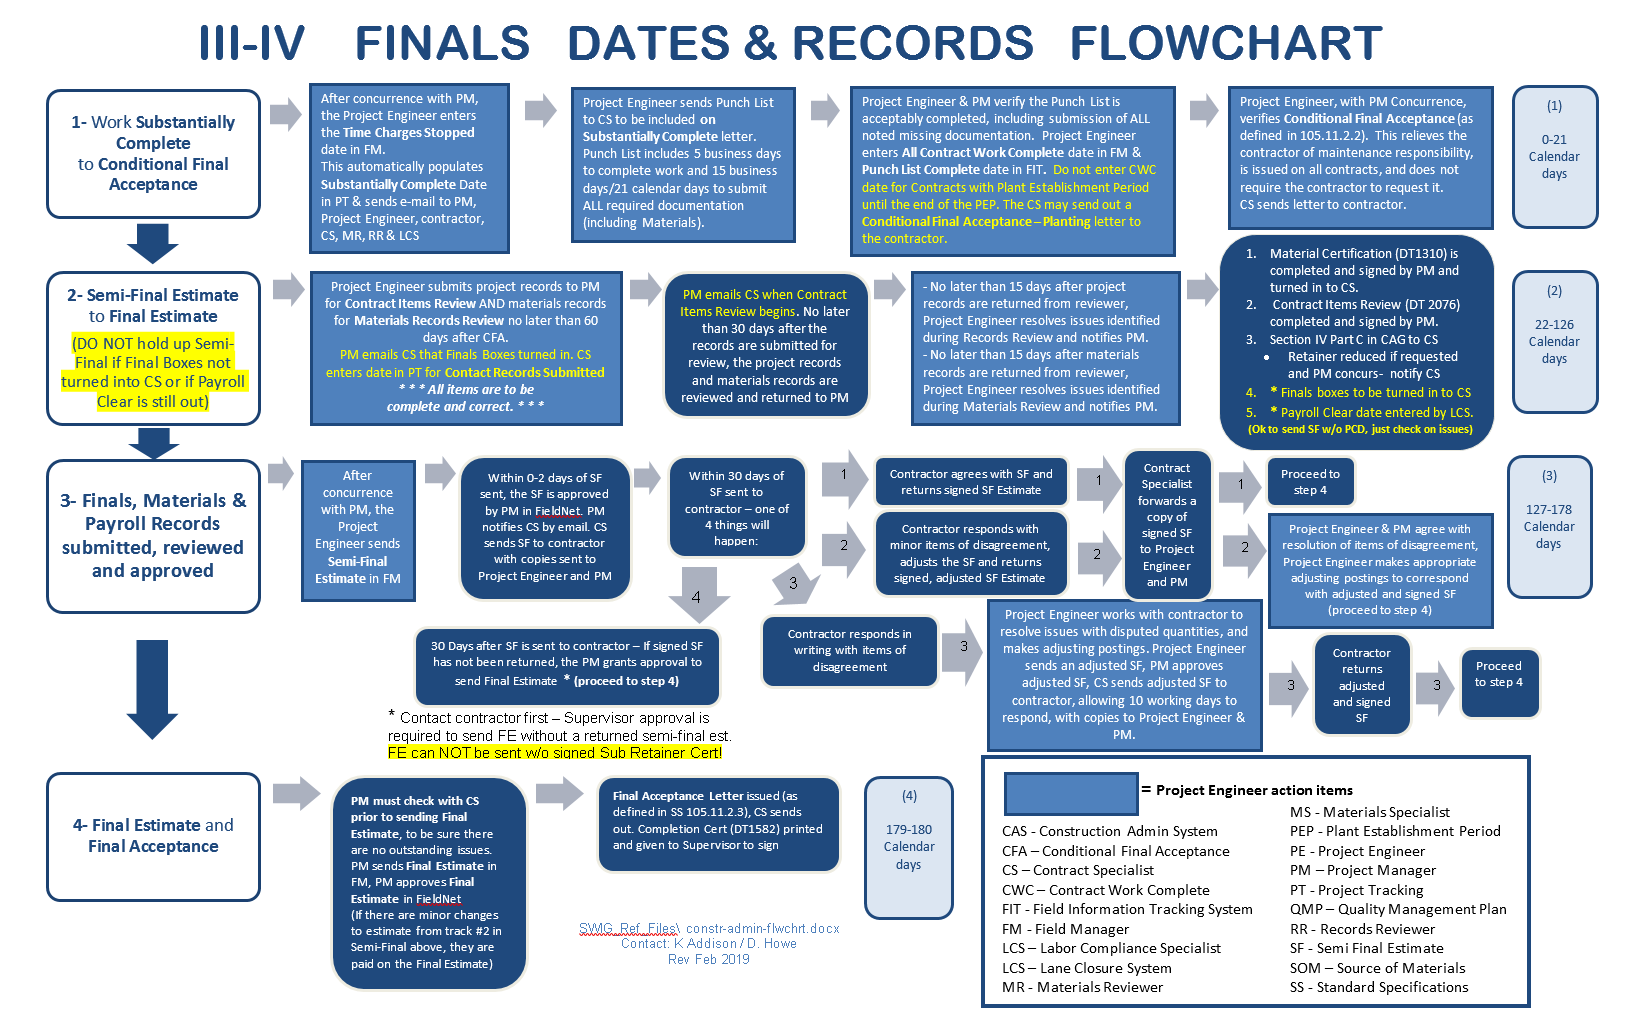 III-IV FINALS DATES & RECORDS FLOWCHART
1- Work Substantially
Complete
to Conditional Final
Acceptance
After concurrence with PM,
the Project Engineer enters
the Time Charges Stopped
date in FM.
This automatically populates
Substantially Complete Date
in PT & sends e-mail to PM,
Project Engineer, contractor,
CS, MR, RR & LCS
Project Engineer sends Punch List
to CS to be included on
Substantially Complete letter.
Punch List includes 5 business days
to complete work and 15 business
days/21 calendar days to submit
ALL required documentation
(including Materials).
Project Engineer & PM verify the Punch List is
acceptably completed, including submission of ALL
noted missing documentation. Project Engineer
enters All Contract Work Complete date in FM &
Punch List Complete date in FIT. Do not enter CWC
date for Contracts with Plant Establishment Period
until the end of the PEP. The CS may send out a
Conditional Final Acceptance – Planting letter to
the contractor.
Project Engineer, with PM Concurrence,
verifies Conditional Final Acceptance (as
defined in 105.11.2.2). This relieves the
contractor of maintenance responsibility,
is issued on all contracts, and does not
require the contractor to request it.
CS sends letter to contractor.
(1)
0-21
Calendar
days
2- Semi-Final Estimate
to Final Estimate
(DO NOT hold up Semi-
Final if Final Boxes not
turned into CS or if Payroll
Clear is still out)
Project Engineer submits project records to PM
for Contract Items Review AND materials records
for Materials Records Review no later than 60
days after CFA.
PM emails CS that Finals Boxes turned in. CS
enters date in PT for Contact Records Submitted
* * * All items are to be
complete and correct. * * *
PM emails CS when Contract
Items Review begins. No later
than 30 days after the
records are submitted for
review, the project records
and materials records are
reviewed and returned to PM
- No later than 15 days after project
records are returned from reviewer,
Project Engineer resolves issues identified
during Records Review and notifies PM.
- No later than 15 days after materials
records are returned from reviewer,
Project Engineer resolves issues identified
during Materials Review and notifies PM.
1. Material Certification (DT1310) is
completed and signed by PM and
turned in to CS.
2. Contract Items Review (DT 2076)
completed and signed by PM.
3. Section IV Part C in CAG to CS
• Retainer reduced if requested
and PM concurs- notify CS
4. * Finals boxes to be turned in to CS
5. * Payroll Clear date entered by LCS.
(Ok to send SF w/o PCD, just check on issues)
(2)
22-126
Calendar
days
3- Finals, Materials &
Payroll Records
submitted, reviewed
and approved
After
concurrence
with PM, the
Project
Engineer sends
Semi-Final
Estimate in FM
Within 0-2 days of SF
sent, the SF is approved
by PM in FieldNet. PM
notifies CS by email. CS
sends SF to contractor
with copies sent to
Project Engineer and PM
Within 30 days of
SF sent to
contractor – one of
4 things will
happen:
1
Contractor agrees with SF and
returns signed SF Estimate
1
Contract
Specialist
forwards a
copy of
signed SF
to Project
Engineer
and PM
1
Proceed to
step 4
2
Contractor responds with
minor items of disagreement,
adjusts the SF and returns
signed, adjusted SF Estimate
2
2
Project Engineer & PM agree with
resolution of items of disagreement,
Project Engineer makes appropriate
adjusting postings to correspond
with adjusted and signed SF
(proceed to step 4)
(3)
127-178
Calendar
days
4
3
30 Days after SF is sent to contractor – If signed SF
has not been returned, the PM grants approval to
send Final Estimate * (proceed to step 4)
* Contact contractor first – Supervisor approval is
required to send FE without a returned semi-final est.
FE can NOT be sent w/o signed Sub Retainer Cert!
Contractor responds in
writing with items of
disagreement
3
Project Engineer works with contractor to
resolve issues with disputed quantities, and
makes adjusting postings. Project Engineer
sends an adjusted SF, PM approves
adjusted SF, CS sends adjusted SF to
contractor, allowing 10 working days to
respond, with copies to Project Engineer &
PM.
3
Contractor
returns
adjusted
and signed
SF
3
Proceed
to step 4
4- Final Estimate and
Final Acceptance
PM must check with CS
prior to sending Final
Estimate, to be sure there
are no outstanding issues.
PM sends Final Estimate in
FM, PM approves Final
Estimate in FieldNet
(If there are minor changes
to estimate from track #2 in
Semi-Final above, they are
paid on the Final Estimate)
Final Acceptance Letter issued (as
defined in SS 105.11.2.3), CS sends
out. Completion Cert (DT1582) printed
and given to Supervisor to sign
(4)
179-180
Calendar
days
SWIG_Ref_Files\ constr-admin-flwchrt.docx
Contact: K Addison / D. Howe
Rev Feb 2019
= Project Engineer action items
CAS - Construction Admin System
CFA – Conditional Final Acceptance
CS – Contract Specialist
CWC – Contract Work Complete
FIT - Field Information Tracking System
FM - Field Manager
LCS – Labor Compliance Specialist
LCS – Lane Closure System
MR - Materials Reviewer
MS - Materials Specialist
PEP - Plant Establishment Period
PE - Project Engineer
PM – Project Manager
PT - Project Tracking
QMP – Quality Management Plan
RR - Records Reviewer
SF - Semi Final Estimate
SOM – Source of Materials
SS - Standard Specifications